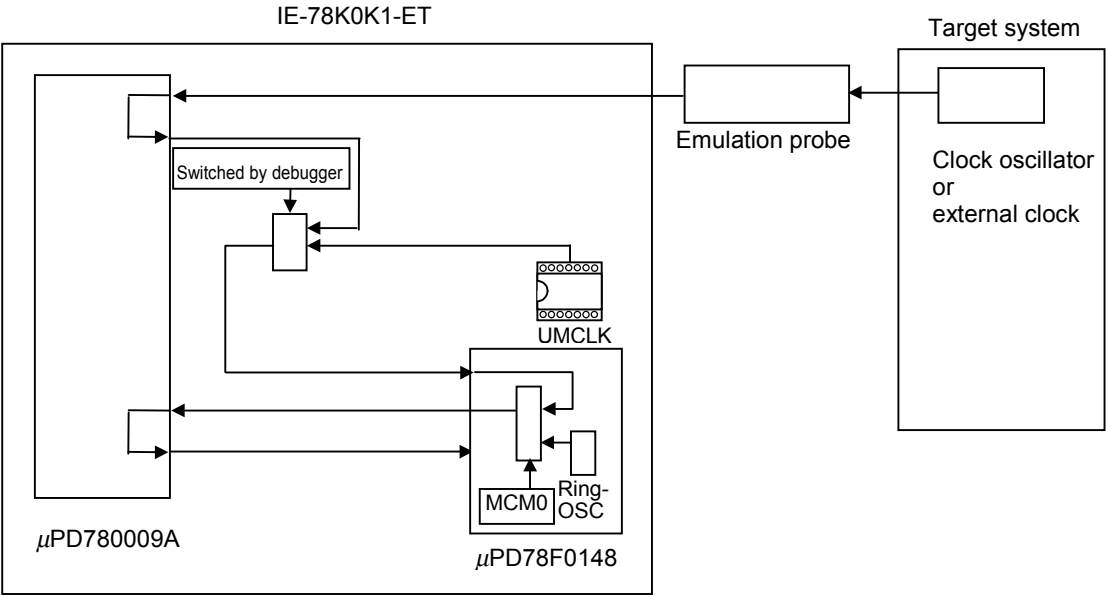 IE-78K0K1-ET
Target system
Emulation probe
Switched by debugger
Clock oscillator
or
external clock
UMCLK
Ring-
OSC
MCM0
μPD780009A
μPD78F0148